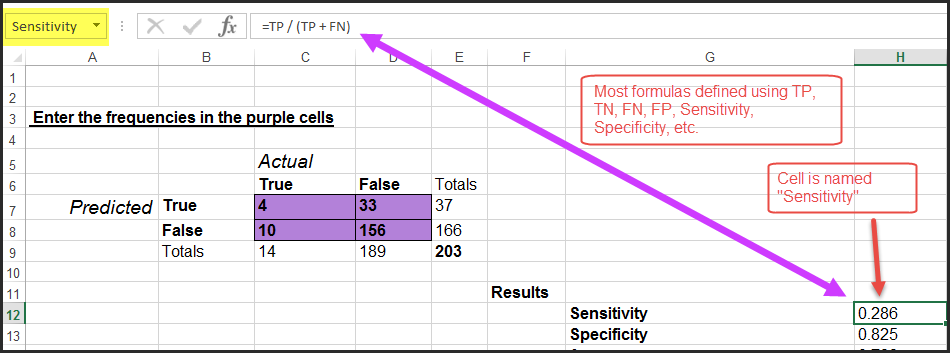 Sensitivity fx =TP / (TP + FN)
A B C D E F G H
1
2
3 Enter the frequencies in the purple cells
4
5 Actual
6 True False Totals
7 Predicted True 4 33 37
8 False 10 156 166
9 Totals 14 189 203
10
11 Results
12 Sensitivity 0.286
13 Specificity 0.825
Most formulas defined using TP,
TN, FN, FP, Sensitivity,
Specificity, etc.
Cell is named
"Sensitivity"